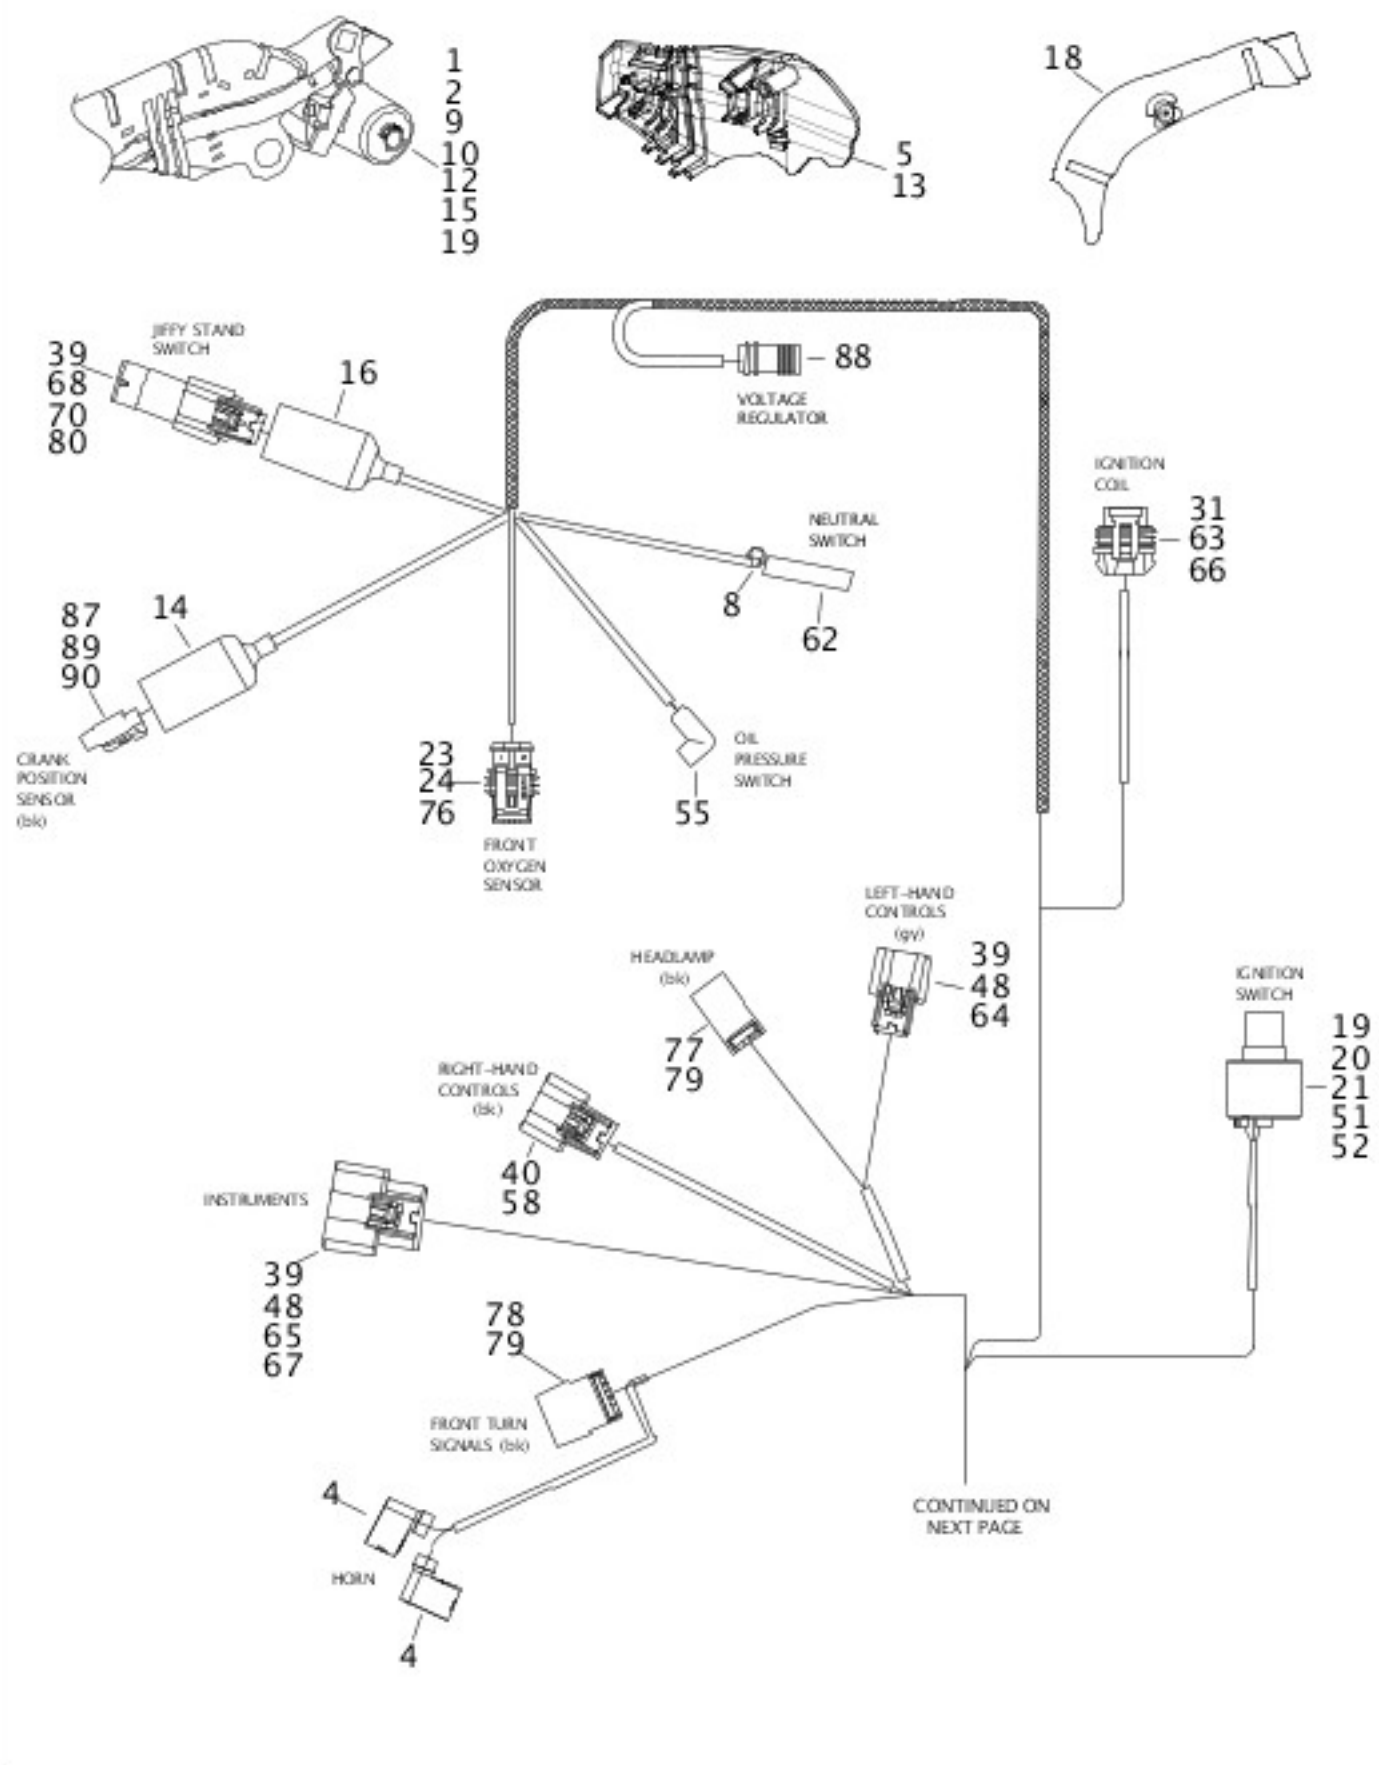 1
2
9
10
12
15
19
5
13
18
JIFFY STAND
SWITCH
39
68
70
80
16
88
VOLTAGE
REGULATOR
IGNITION
COIL
31
63
66
NEUTRAL
SWITCH
8
62
87
89
90
14
CRANK
POSITION
SENSOR
(bk)
23
24
76
FRONT
OXYGEN
SENSOR
OIL
PRESSURE
SWITCH
55
LEFT-HAND
CONTROLS
(gy)
39
48
64
HEADLAMP
(bk)
77
79
IGNITION
SWITCH
19
20
21
51
52
RIGHT-HAND
CONTROLS
(bk)
40
58
INSTRUMENTS
39
48
65
67
78
79
FRONT TURN
SIGNALS (bk)
4
HORN
4
CONTINUED ON
NEXT PAGE